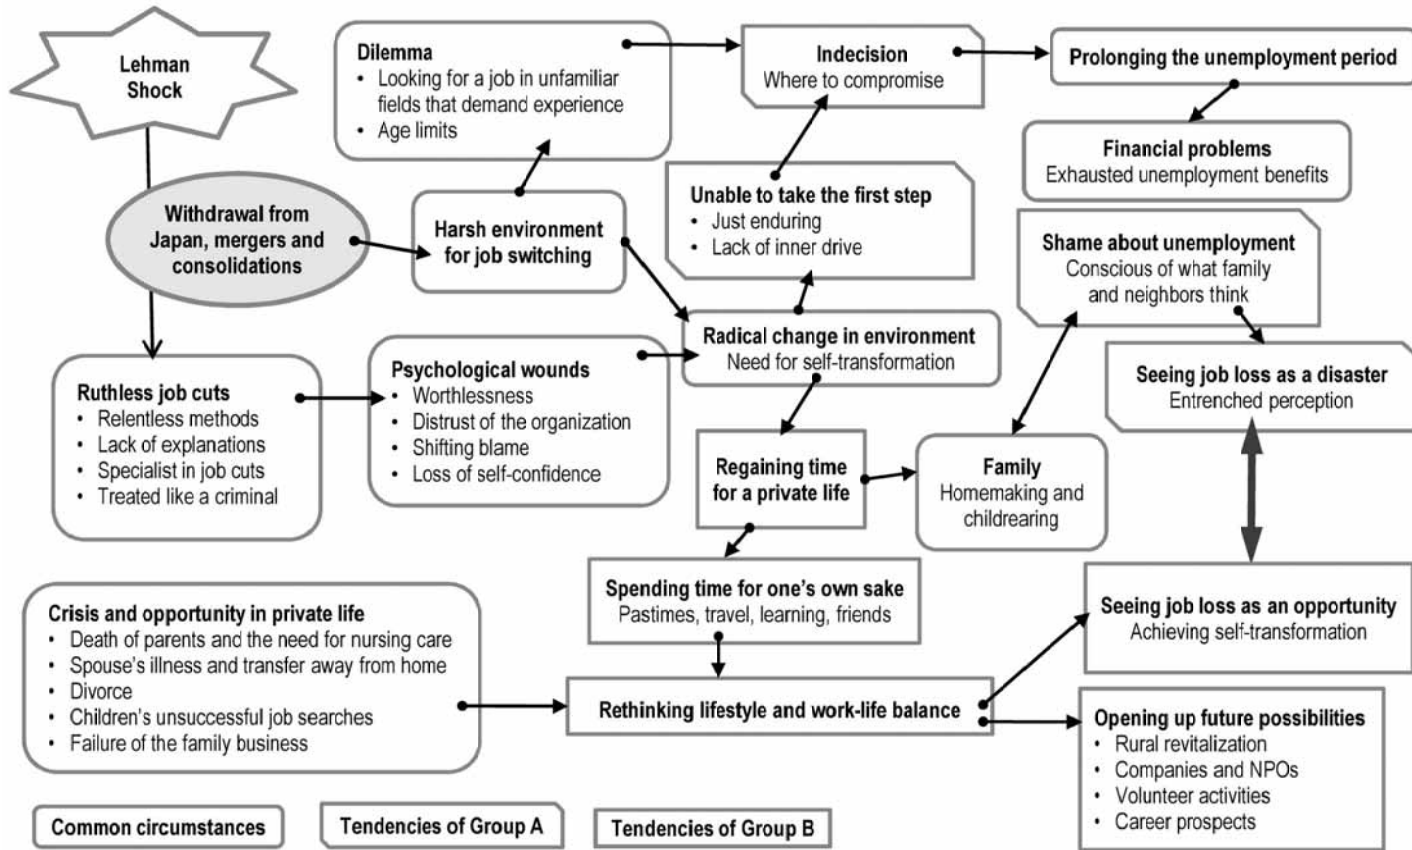 Lehman
Shock
Dilemma
• Looking for a job in unfamiliar
fields that demand experience
• Age limits
Indecision
Where to compromise
Prolonging the unemployment period
Financial problems
Exhausted unemployment benefits
Withdrawal from
Japan, mergers and
consolidations
Harsh environment
for job switching
Unable to take the first step
• Just enduring
• Lack of inner drive
Shame about unemployment
Conscious of what family
and neighbors think
Ruthless job cuts
• Relentless methods
• Lack of explanations
• Specialist in job cuts
• Treated like a criminal
Psychological wounds
• Worthlessness
• Distrust of the organization
• Shifting blame
• Loss of self-confidence
Radical change in environment
Need for self-transformation
Seeing job loss as a disaster
Entrenched perception
Regaining time
for a private life
Family
Homemaking and
childrearing
Spending time for one's own sake
Pastimes, travel, learning, friends
Crisis and opportunity in private life
• Death of parents and the need for nursing care
• Spouse's illness and transfer away from home
• Divorce
• Children's unsuccessful job searches
• Failure of the family business
Rethinking lifestyle and work-life balance
Seeing job loss as an opportunity
Achieving self-transformation
Opening up future possibilities
• Rural revitalization
• Companies and NPOs
• Volunteer activities
• Career prospects
Common circumstances
Tendencies of Group A
Tendencies of Group B